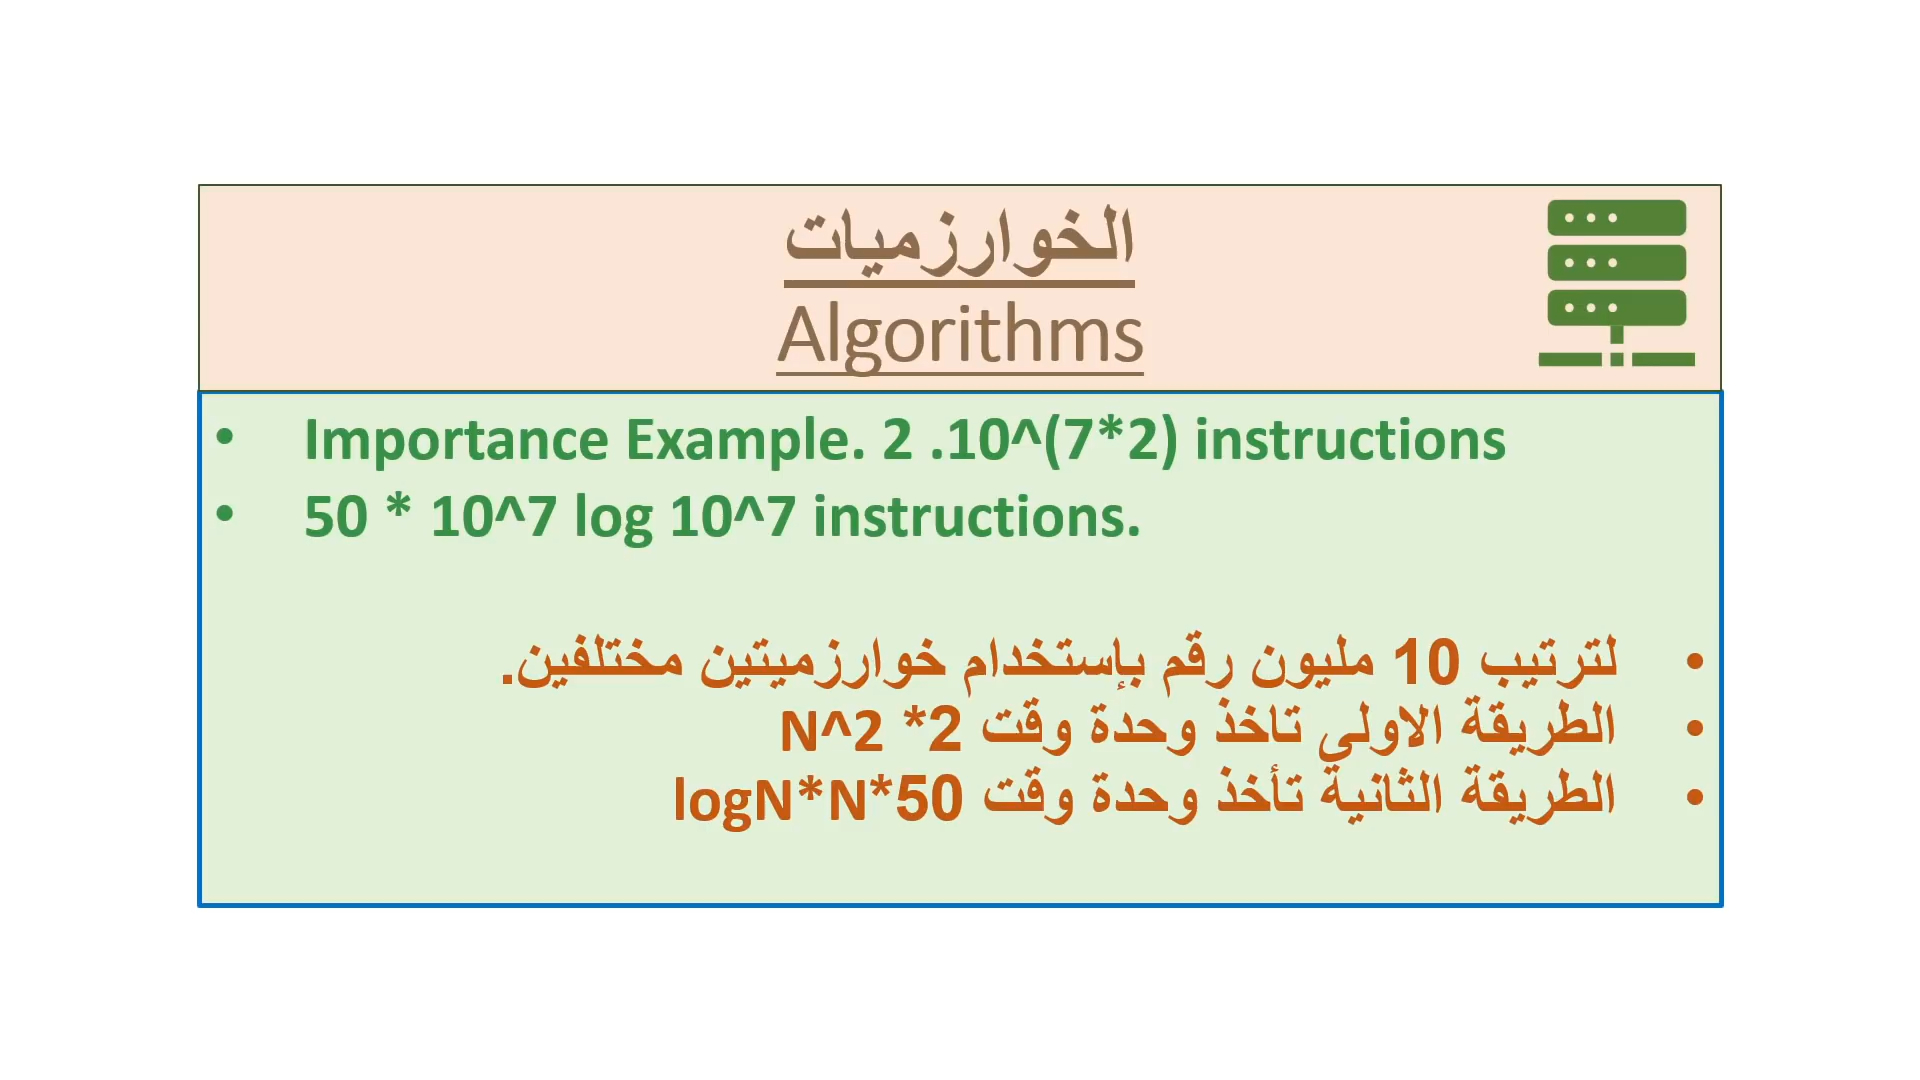 الخوارزميات
Algorithms
• Importance Example. 2 .10^(7*2) instructions
• 50 * 10^7 log 10^7 instructions.
• لترتيب 10 مليون رقم بإستخدام خوارزميتين مختلفين.
• الطريقة الاولي تاخذ وحدة وقت 2* N^2
• الطريقة الثانية تأخذ وحدة وقت 50*logN*N